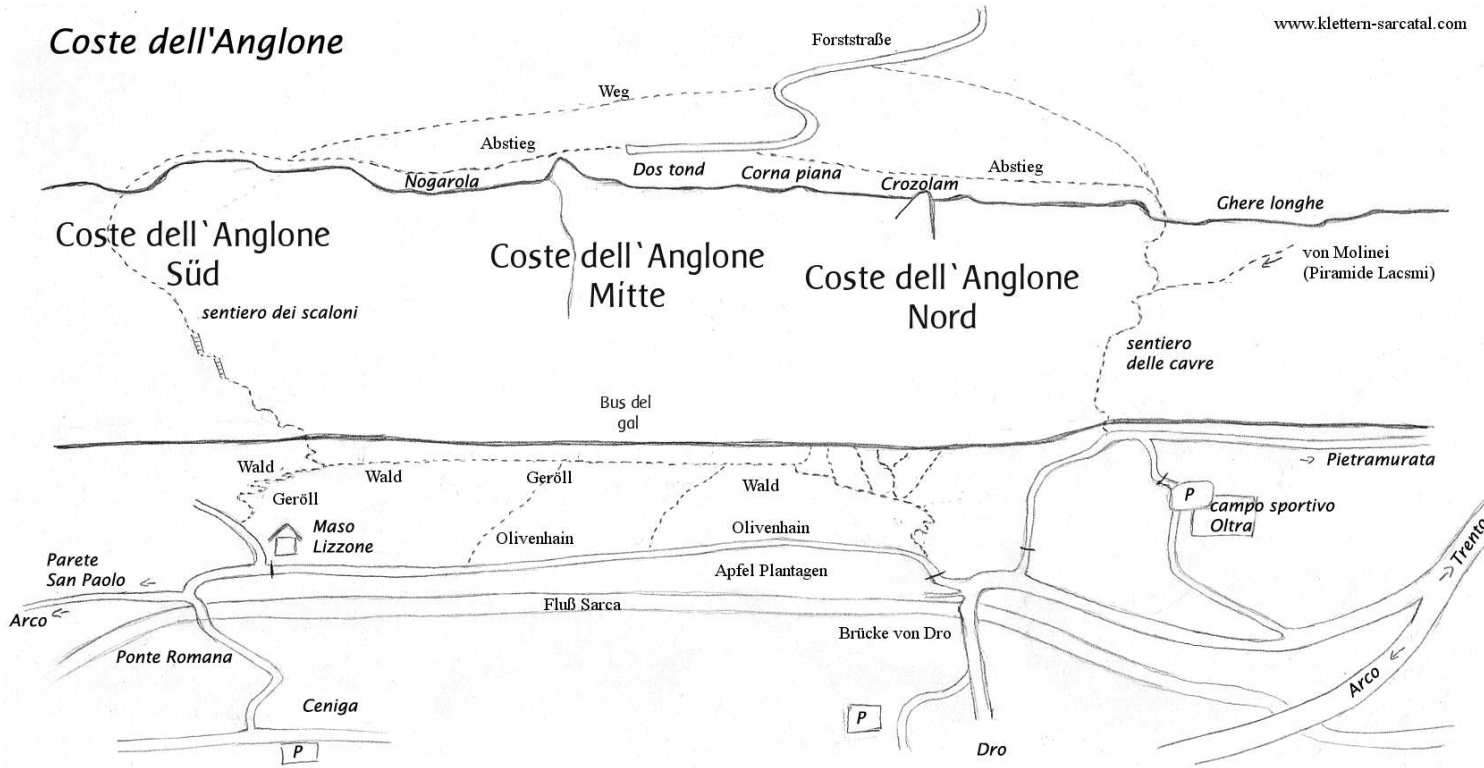 Coste dell'Anglone
www.klettern-sarcatal.com
Forststraße
Weg
Abstieg
Nogarola
Dos tond
Corna piana
Abstieg
Crozolam
Ghere longhe
Coste dell`Anglone
Süd
Coste dell`Anglone
Mítte
Coste dell`Anglone
Nord
von Molinei
(Piramide Lacsmi)
sentiero dei scaloni
sentiero
delle cavre
Bus del
gal
Wald
Wald
Geröll
Geröll
Wald
Pietramurata
P
campo sportivo
Oltra
Maso
Lizzone
Olivenhain
Olivenhain
Parete
San Paolo
Apfel Plantagen
Trento
Arco
Fluß Sarca
Brücke von Dro
Ponte Romana
Arco
Ceniga
P
P
Dro